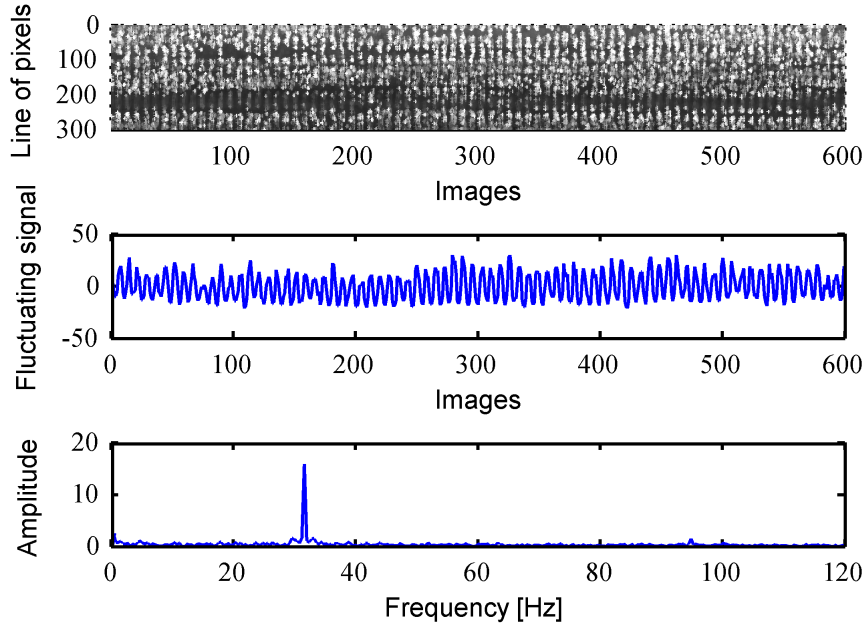 Line of pixels
0
100
200
300
100 200 300 400 500 600
Images
Fluctuating signal
50
0
-50
0 100 200 300 400 500 600
Images
Amplitude
20
10
0
0 20 40 60 80 100 120
Frequency [Hz]